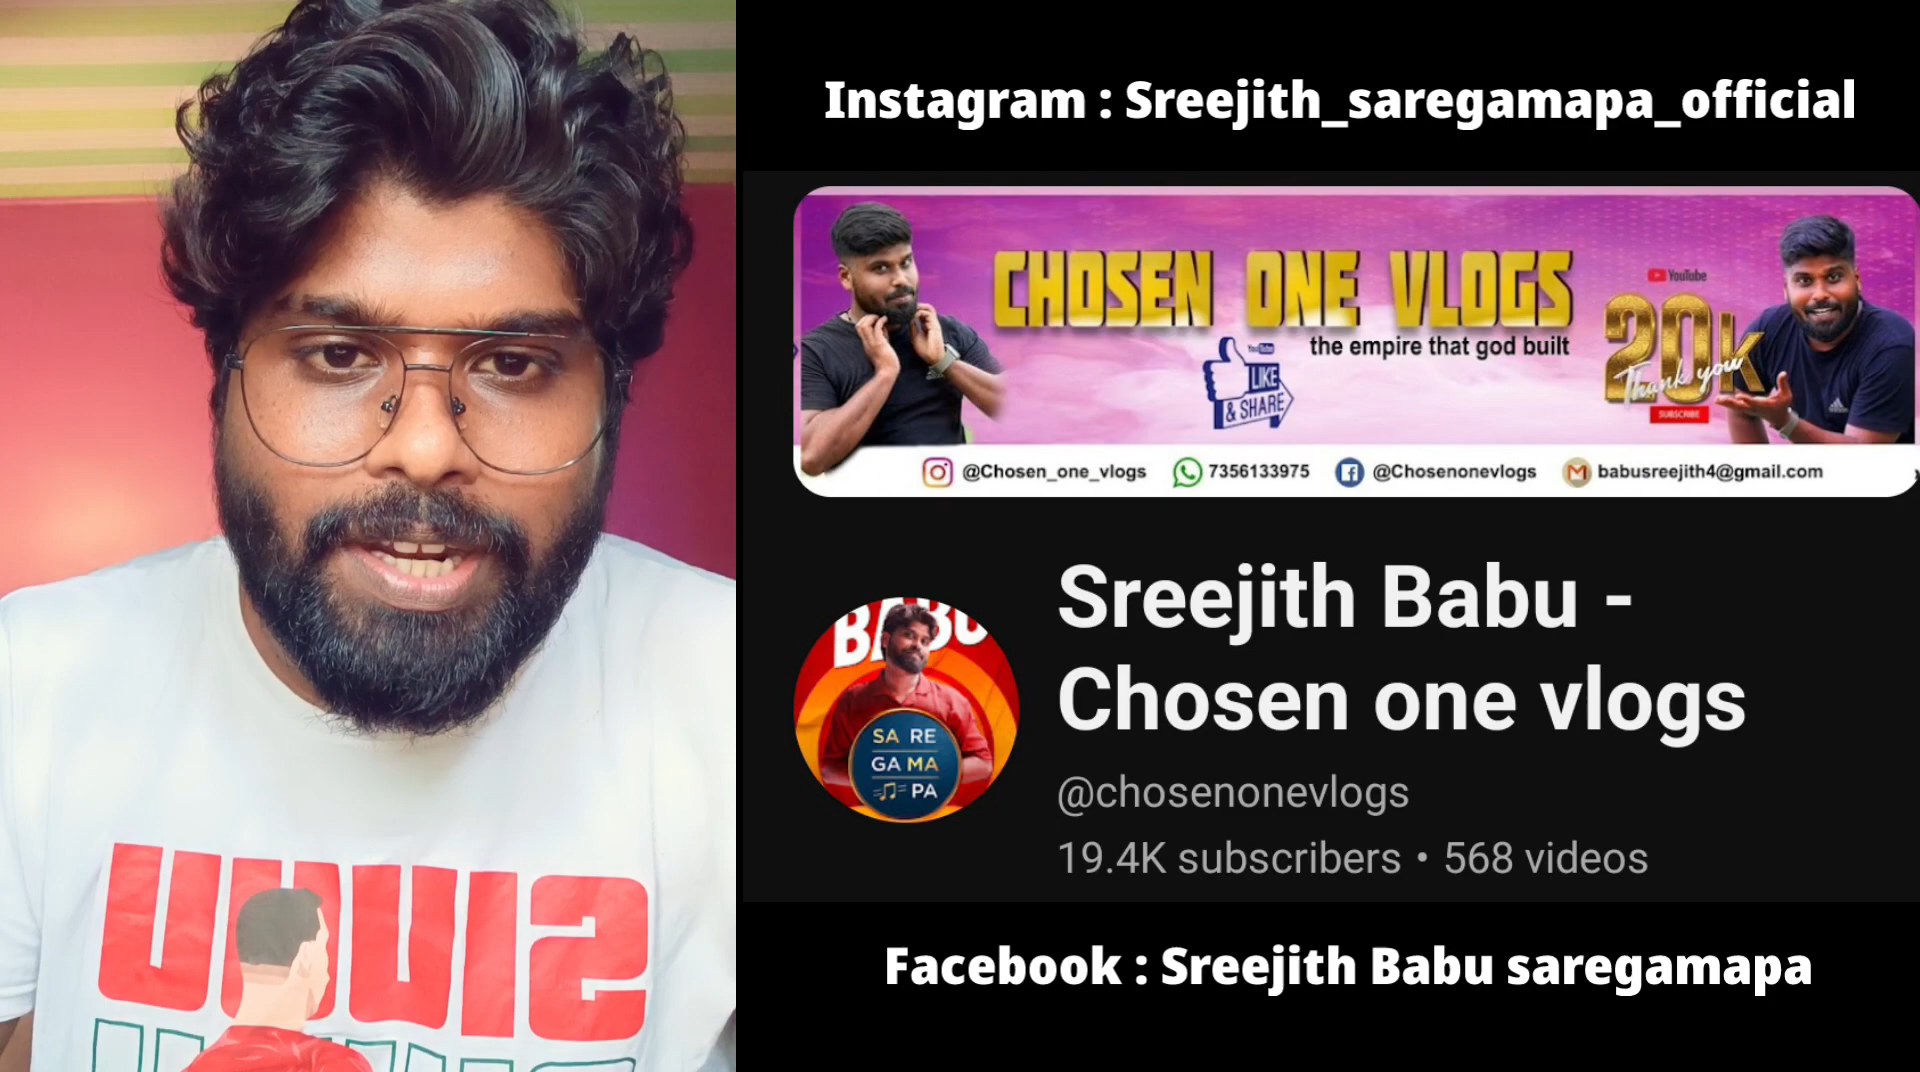 Instagram : Sreejith_saregamapa_official
CHOSEN ONE VLOGS
the empire that god built
YouTube
20K
Thank you
SUBSCRIBE
YouTube
LIKE
& SHARE
@Chosen_one_vlogs
7356133975
@Chosenonevlogs
babusreejith4@gmail.com
Sreejith Babu -
Chosen one vlogs
BABU
SA RE
GA MA
PA
@chosenonevlogs
19.4K subscribers • 568 videos
Facebook : Sreejith Babu saregamapa